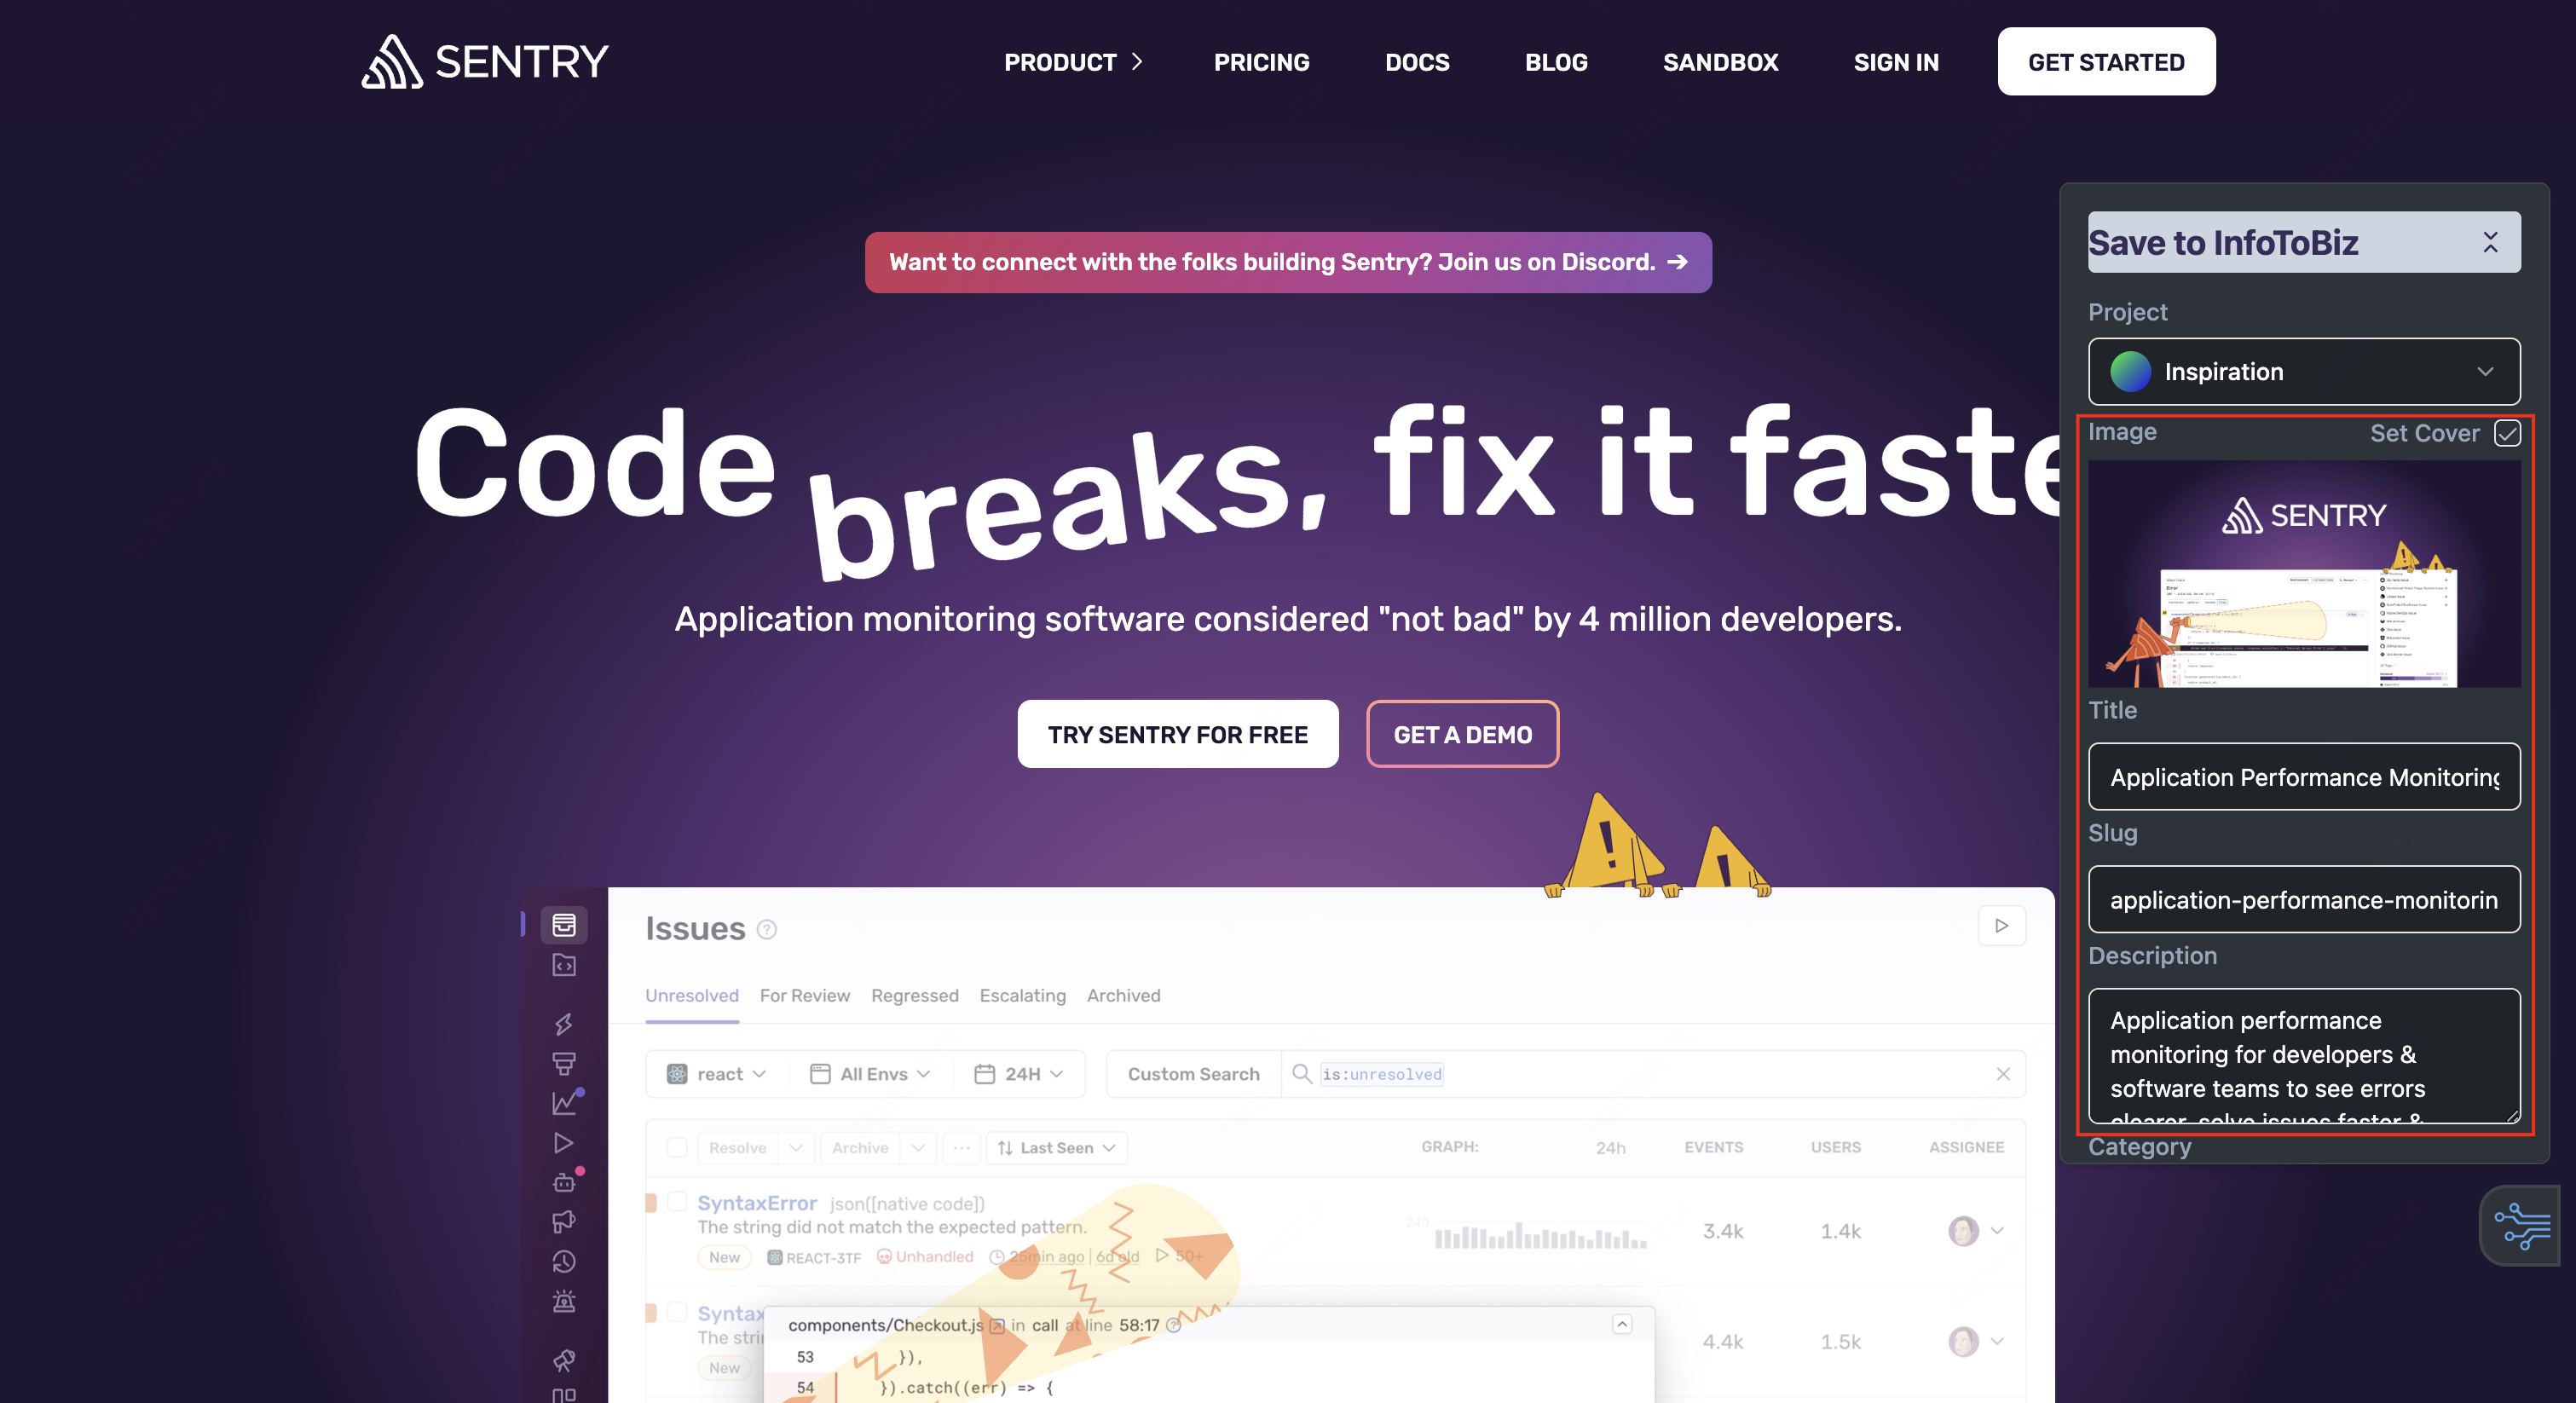 SENTRY
PRODUCT
PRICING
DOCS
BLOG
SANDBOX
SIGN IN
GET STARTED
Want to connect with the folks building Sentry? Join us on Discord. →
Code breaks, fix it faste
Application monitoring software considered "not bad" by 4 million developers.
TRY SENTRY FOR FREE
GET A DEMO
Issues
Unresolved For Review Regressed Escalating Archived
react All Envs 24H Custom Search is:unresolved
Resolve Archive ... Last Seen GRAPH: 24h EVENTS USERS ASSIGNEE
SyntaxError json([native code])
The string did not match the expected pattern.
New REACT-3TF Unhandled 25min ago | 6d old 50+
240
3.4k 1.4k
Syntax
The stri
New
4.4k 1.5k
components/Checkout.js in call at line 58:17
53 }),
54 }).catch((err) => {
Save to InfoToBiz
Project
Inspiration
Image Set Cover
SENTRY
Title
Application Performance Monitoring
Slug
application-performance-monitorin
Description
Application performance
monitoring for developers &
software teams to see errors
clearer, solve issues faster &
Category